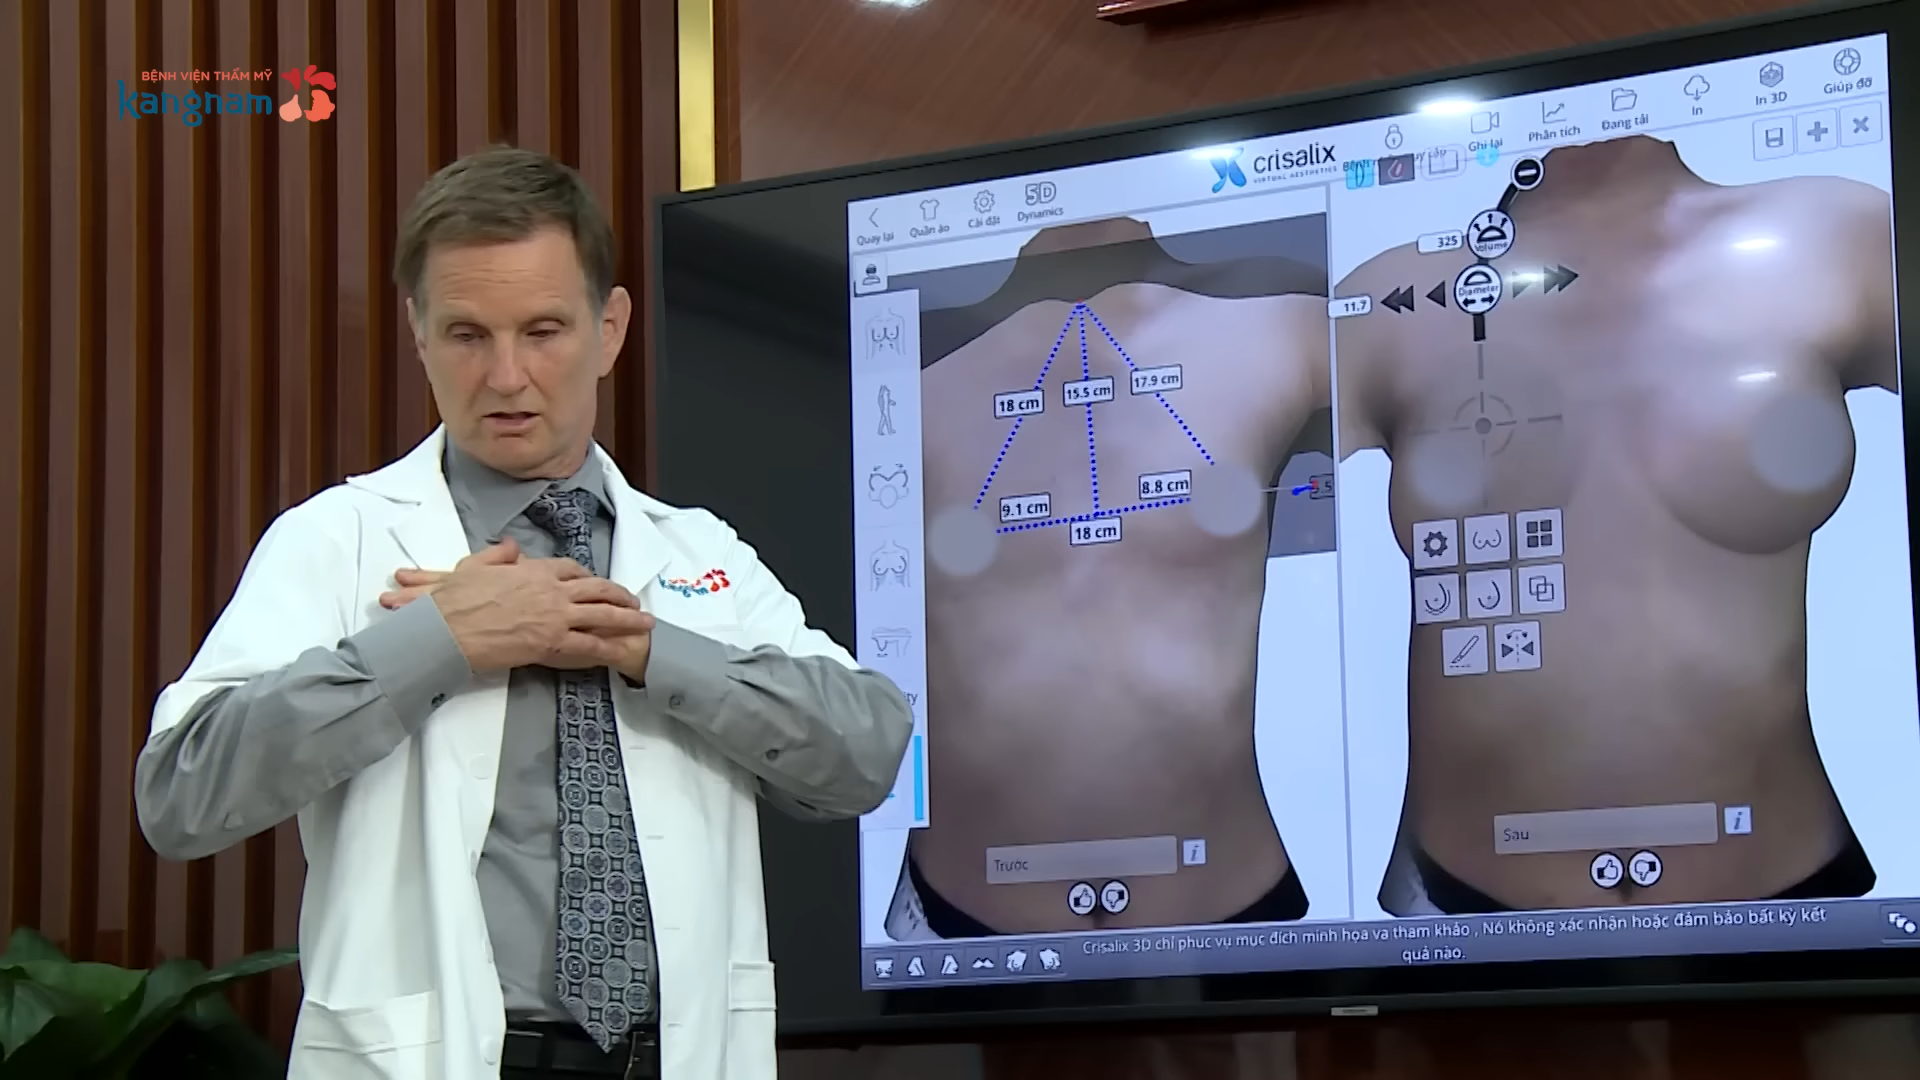 BỆNH VIỆN THẨM MỸ
kangnam
kangnam
Quay lại
Quần áo
Cài đặt
5D
Dynamics
crisalix
VIRTUAL AESTHETICS
Ghi lại
Phân tích
Đang tải
In
In 3D
Giúp đỡ
325
Volume
11.7
Diameter
18 cm
15.5 cm
17.9 cm
9.1 cm
8.8 cm
18 cm
Trước
i
Sau
i
Crisalix 3D chỉ phục vụ mục đích minh họa và tham khảo , Nó không xác nhận hoặc đảm bảo bất kỳ kết
quả nào.